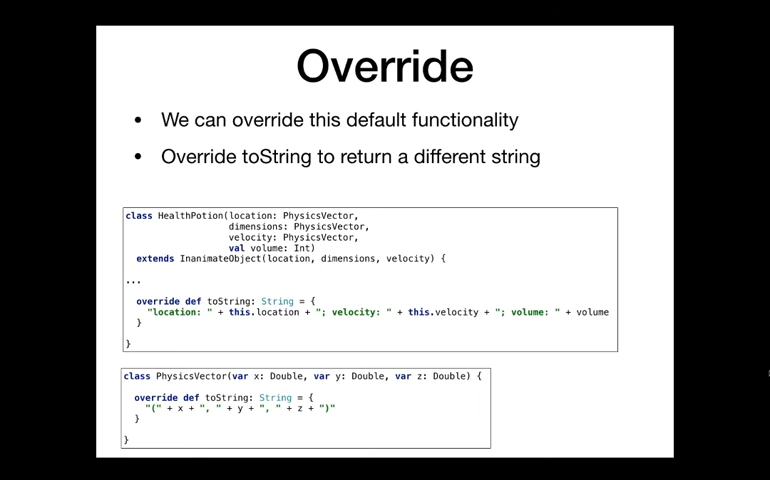 Override
• We can override this default functionality
• Override toString to return a different string
class HealthPotion(location: PhysicsVector,
dimensions: PhysicsVector,
velocity: PhysicsVector,
val volume: Int)
extends InanimateObject(location, dimensions, velocity) {
...
override def toString: String = {
"location: " + this.location + "; velocity: " + this.velocity + "; volume: " + volume
}
}
class PhysicsVector(var x: Double, var y: Double, var z: Double) {
override def toString: String = {
"(" + x + ", " + y + ", " + z + ")"
}
}